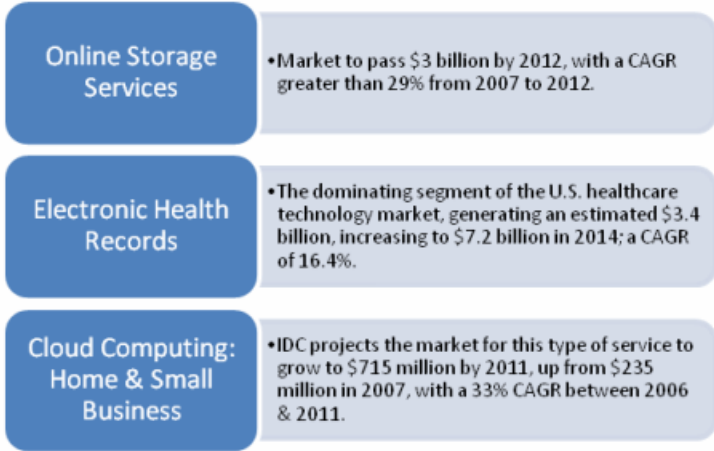 Online Storage
Services
•Market to pass $3 billion by 2012, with a CAGR
greater than 29% from 2007 to 2012.
Electronic Health
Records
•The dominating segment of the U.S. healthcare
technology market, generating an estimated $3.4
billion, increasing to $7.2 billion in 2014; a CAGR
of 16.4%.
Cloud Computing:
Home & Small
Business
•IDC projects the market for this type of service to
grow to $715 million by 2011, up from $235
million in 2007, with a 33% CAGR between 2006
& 2011.